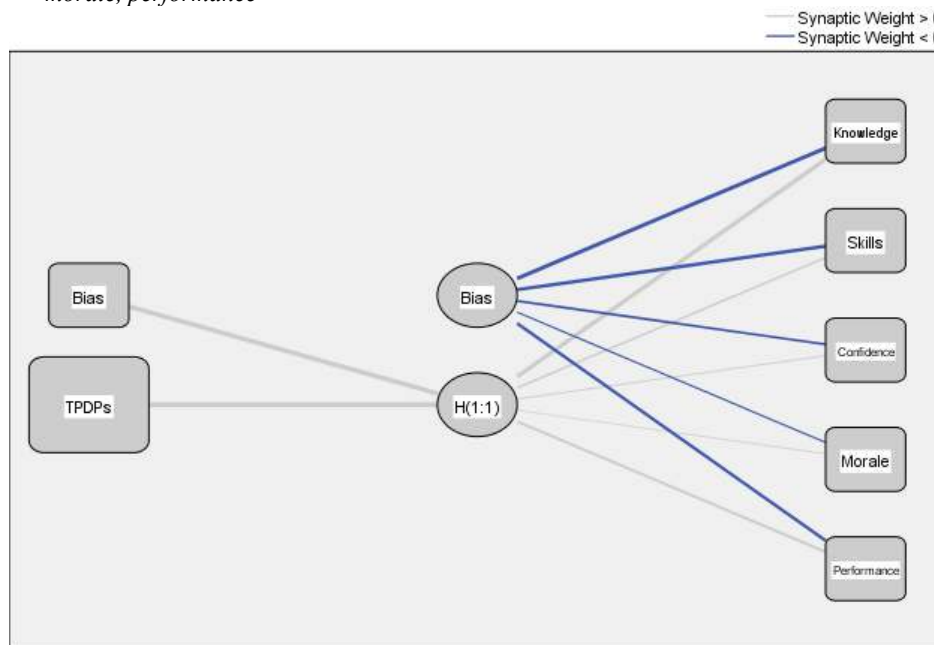 morale, performance
Synaptic Weight >
Synaptic Weight <
Knowledge
Skills
Bias
Bias
Confidence
TPDPs
H(1:1)
Morale
Performance